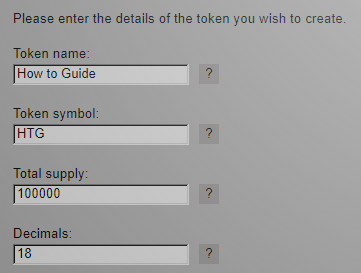 Please enter the details of the token you wish to create.
Token name:
How to Guide ?
Token symbol:
HTG ?
Total supply:
100000 ?
Decimals:
18 ?